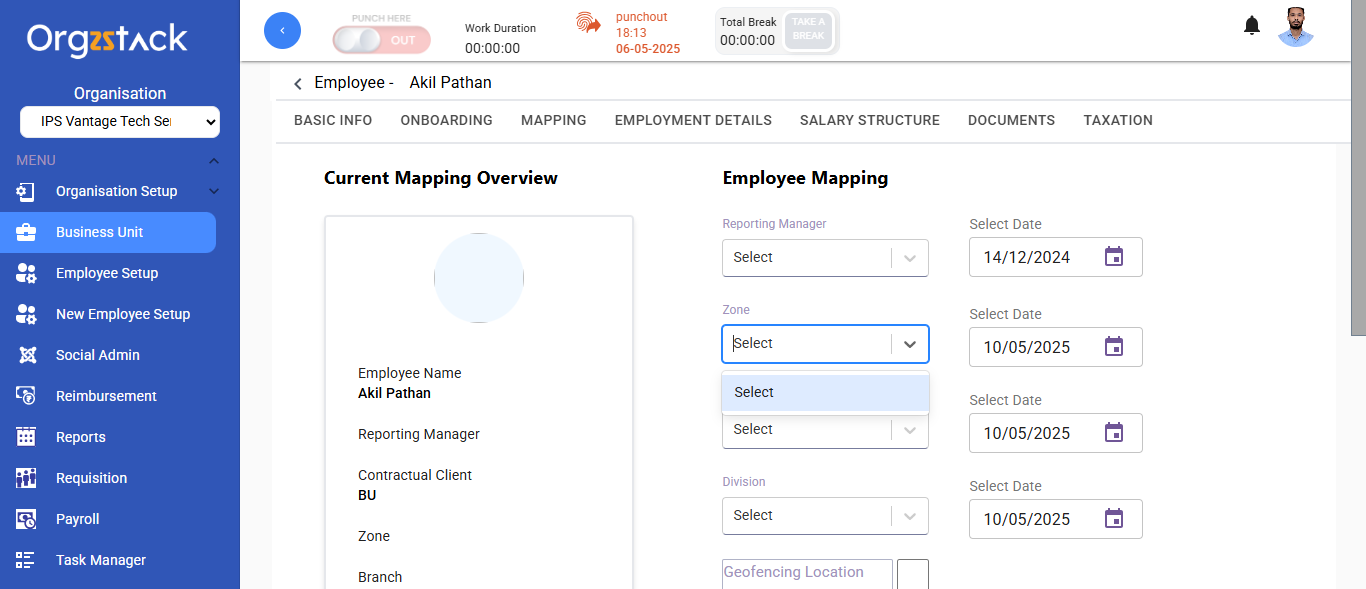 Orgzstack
Organisation
IPS Vantage Tech Ser
MENU
Organisation Setup
Business Unit
Employee Setup
New Employee Setup
Social Admin
Reimbursement
Reports
Requisition
Payroll
Task Manager
PUNCH HERE
OUT
Work Duration
00:00:00
punchout
18:13
06-05-2025
Total Break
00:00:00
TAKE A
BREAK
Employee - Akil Pathan
BASIC INFO ONBOARDING MAPPING EMPLOYMENT DETAILS SALARY STRUCTURE DOCUMENTS TAXATION
Current Mapping Overview
Employee Name
Akil Pathan
Reporting Manager
Contractual Client
BU
Zone
Branch
Employee Mapping
Reporting Manager
Select
Select Date
14/12/2024
Zone
Select
Select
Select Date
10/05/2025
Select
Select Date
10/05/2025
Division
Select
Select Date
10/05/2025
Geofencing Location